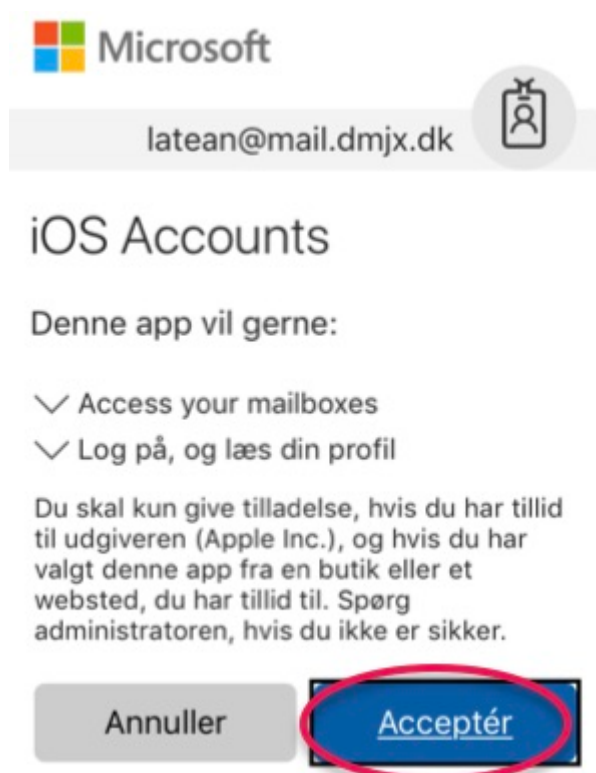 Microsoft
latean@mail.dmjx.dk
iOS Accounts
Denne app vil gerne:
Access your mailboxes
Log på, og læs din profil
Du skal kun give tilladelse, hvis du har tillid
til udgiveren (Apple Inc.), og hvis du har
valgt denne app fra en butik eller et
websted, du har tillid til. Spørg
administratoren, hvis du ikke er sikker.
Annuller Acceptér